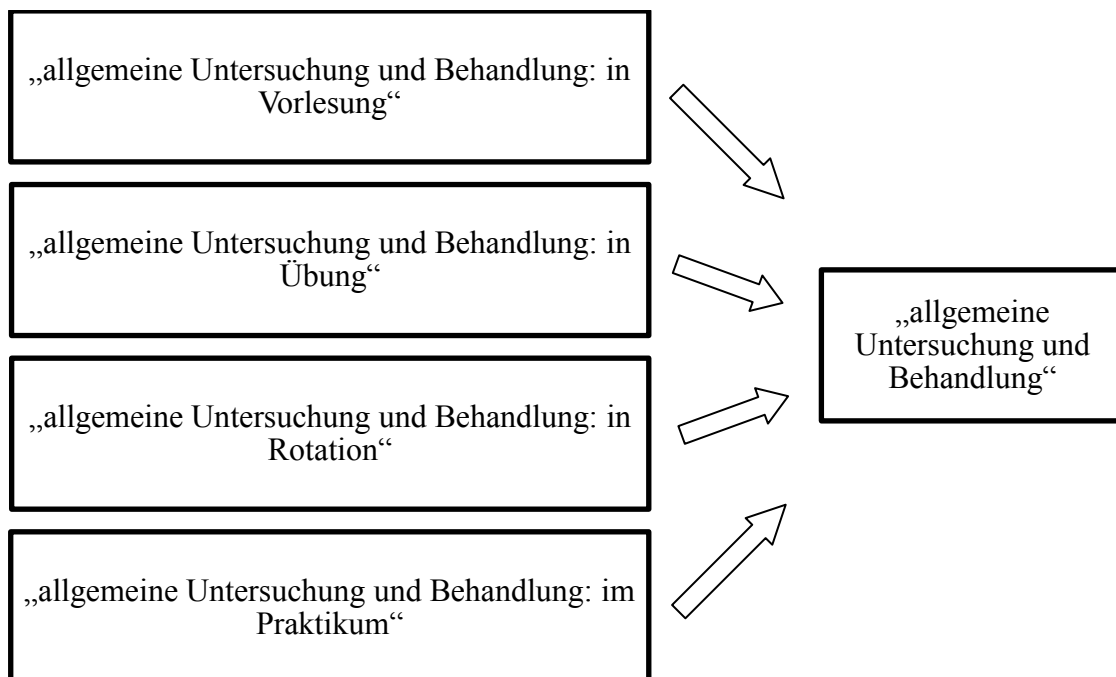 „allgemeine Untersuchung und Behandlung: in
Vorlesung“
„allgemeine Untersuchung und Behandlung: in
Übung“
„allgemeine Untersuchung und Behandlung: in
Rotation“
„allgemeine Untersuchung und Behandlung: im
Praktikum“
„allgemeine
Untersuchung und
Behandlung“